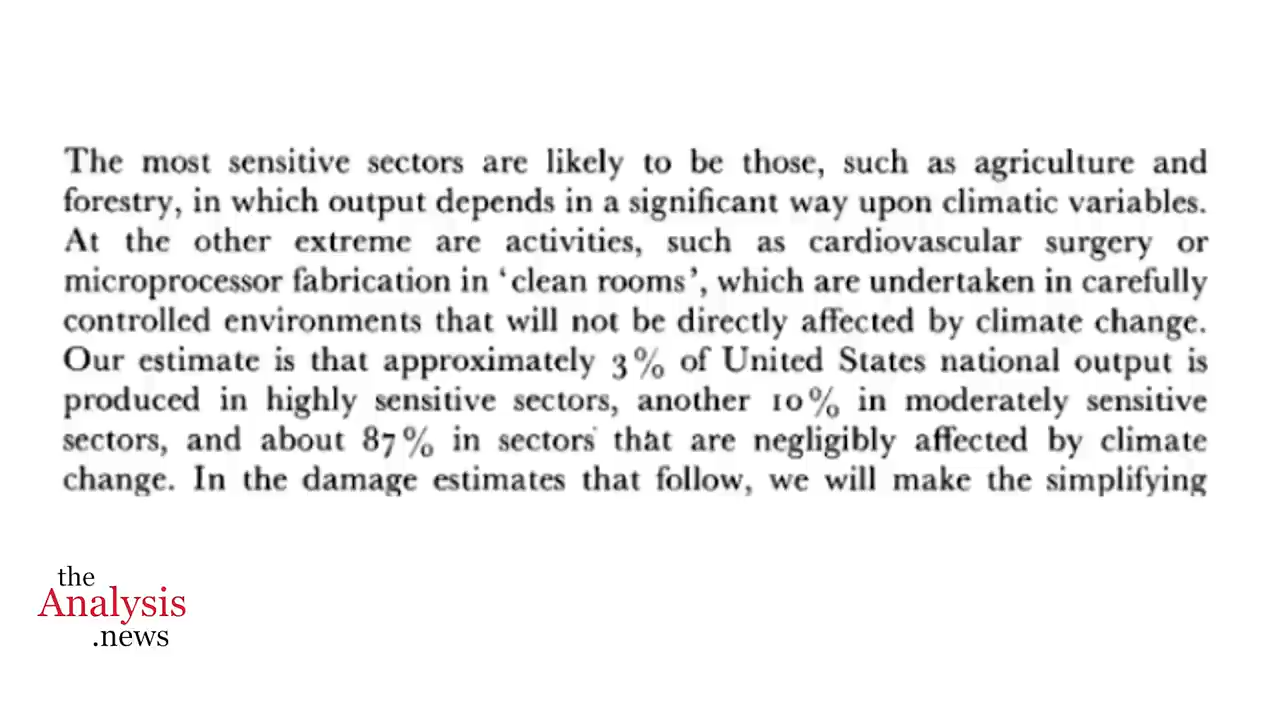 The most sensitive sectors are likely to be those, such as agriculture and
forestry, in which output depends in a significant way upon climatic variables.
At the other extreme are activities, such as cardiovascular surgery or
microprocessor fabrication in ‘clean rooms’, which are undertaken in carefully
controlled environments that will not be directly affected by climate change.
Our estimate is that approximately 3% of United States national output is
produced in highly sensitive sectors, another 10% in moderately sensitive
sectors, and about 87% in sectors that are negligibly affected by climate
change. In the damage estimates that follow, we will make the simplifying
the
Analysis
.news